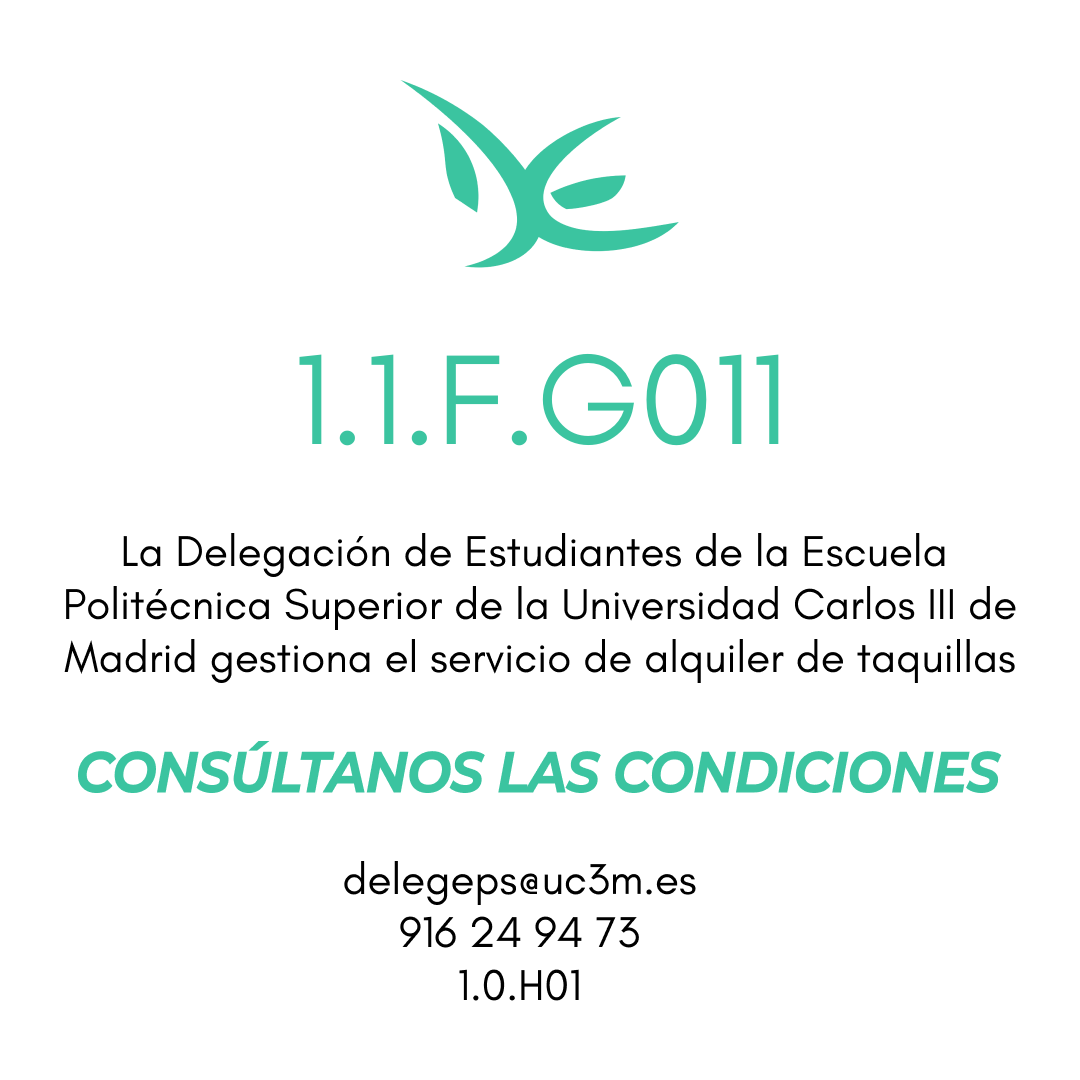 1.1.F.G011
La Delegación de Estudiantes de la Escuela
Politécnica Superior de la Universidad Carlos III de
Madrid gestiona el servicio de alquiler de taquillas
CONSÚLTANOS LAS CONDICIONES
delegeps@uc3m.es
916 24 94 73
1.0.H01